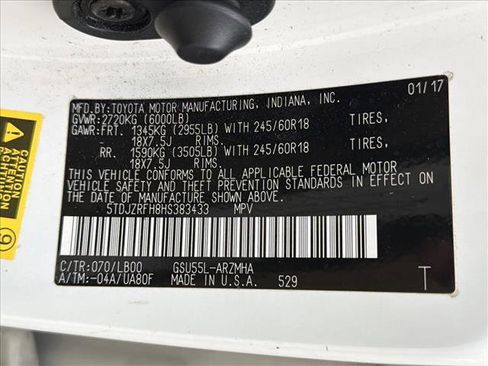 MFD.BY:TOYOTA MOTOR MANUFACTURING, INDIANA, INC. 01/17
GVWR: 2720KG (6000LB)
GAWR:FRT. 1345KG (2955LB) WITH 245/60R18 TIRES,
- 18X7.5J RIMS.
RR. 1590KG (3505LB) WITH 245/60R18 TIRES,
- 18X7.5J RIMS.
THIS VEHICLE CONFORMS TO ALL APPLICABLE FEDERAL MOTOR
VEHICLE SAFETY AND THEFT PREVENTION STANDARDS IN EFFECT ON
THE DATE OF MANUFACTURE SHOWN ABOVE.
5TDJZRFH8HS383433 MPV
C/TR:070/LB00 GSU55L-ARZMHA
A/TM:-04A/UA80F MADE IN U.S.A. 529 T